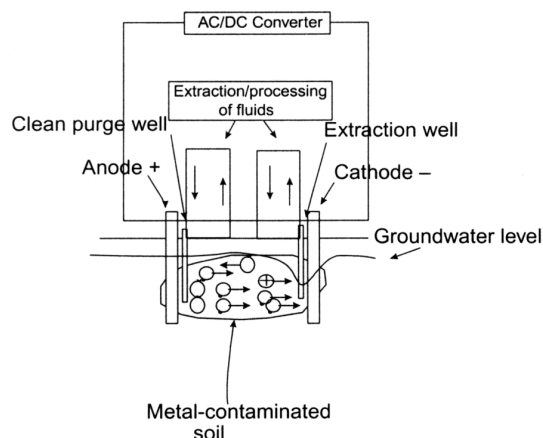 AC/DC Converter
Extraction/processing
of fluids
Clean purge well
Extraction well
Anode +
Cathode –
Groundwater level
Metal-contaminated
soil